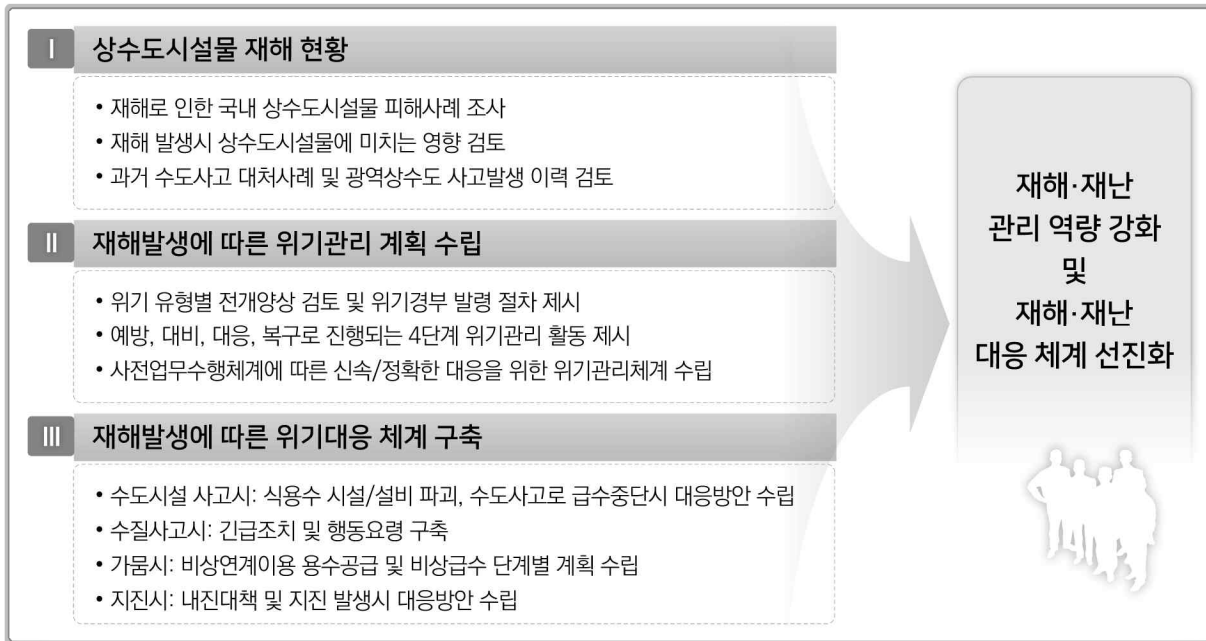 I 상수도시설물 재해 현황
• 재해로 인한 국내 상수도시설물 피해사례 조사
• 재해 발생시 상수도시설물에 미치는 영향 검토
• 과거 수도사고 대처사례 및 광역상수도 사고발생 이력 검토
II 재해발생에 따른 위기관리 계획 수립
• 위기 유형별 전개양상 검토 및 위기경부 발령 절차 제시
• 예방, 대비, 대응, 복구로 진행되는 4단계 위기관리 활동 제시
• 사전업무수행체계에 따른 신속/정확한 대응을 위한 위기관리체계 수립
III 재해발생에 따른 위기대응 체계 구축
• 수도시설 사고시: 식용수 시설/설비 파괴, 수도사고로 급수중단시 대응방안 수립
• 수질사고시: 긴급조치 및 행동요령 구축
• 가뭄시: 비상연계이용 용수공급 및 비상급수 단계별 계획 수립
• 지진시: 내진대책 및 지진 발생시 대응방안 수립
재해·재난
관리 역량 강화
및
재해·재난
대응 체계 선진화